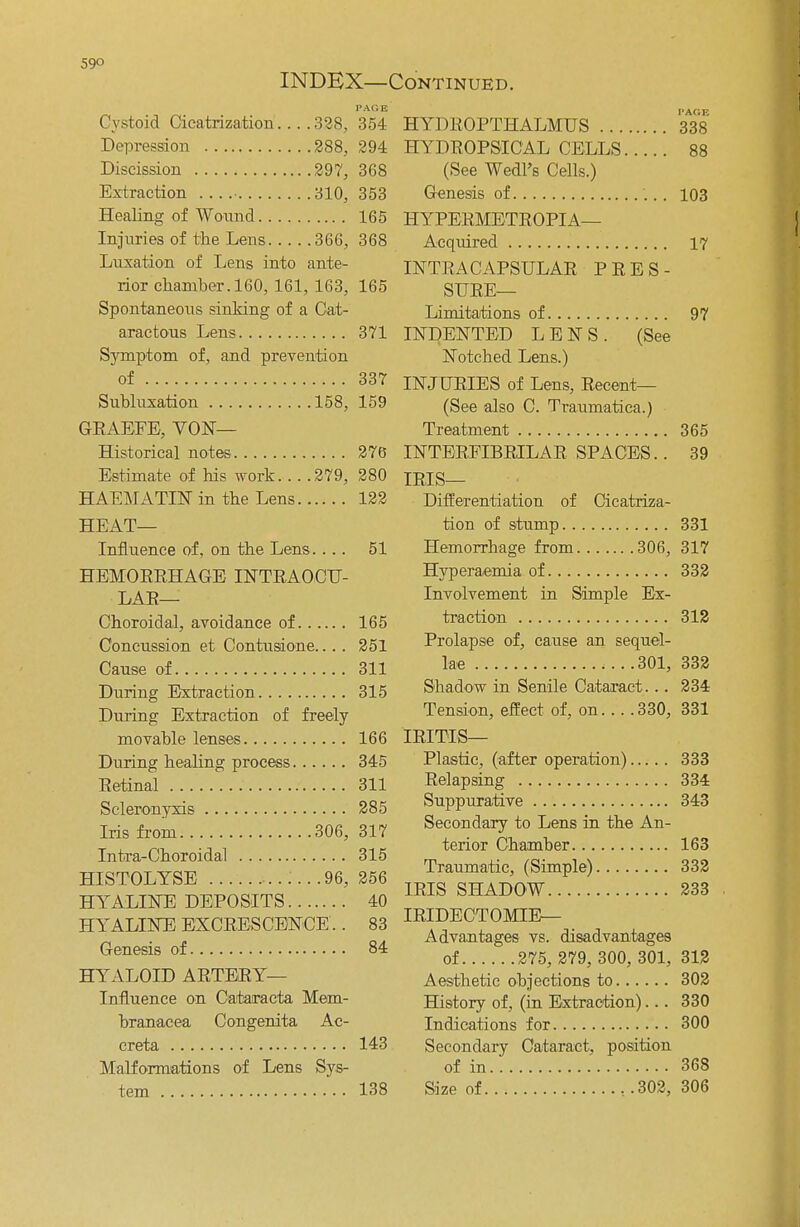 590
INDEX—CONTINUED.
PAGE
Cystoid Cicatrization....328, 354
Depression ..............288, 294
Discission ..............297, 368
Extraction ..............310, 353
Healing of Wound.......... 165
Injuries of the Lens.....366, 368
Luxation of Lens into ante-
rior chamber.160, 161, 163, 165
Spontaneous sinking of a Cat-
aractous Lens............ 371
Symptom of, and prevention
of ...................... 337
Subluxation ............158, 159
GRAEFE, VON—
Historical notes............ 276
Estimate of his work....279, 280
HAEMATIN in the Lens...... 122
HEAT—
Influence of, on the Lens.... 51
HEMORRHAGE INTRAOCU-
LAR—
Choroidal, avoidance of...... 165
Concussion et Contusione.... 251
Cause of.................. 311
During Extraction.......... 315
During Extraction of freely
movable lenses............ 166
During healing process...... 345
Retinal ................... 311
Scleronyxis ............... 285
Iris from...............306, 317
Intra-Choroidal ............ 315
HISTOLYSE ............96, 256
HYALINE DEPOSITS....... 40
HYALINE EXCRESCENCE.. 83
Genesis of................. 84
HYALOID ARTERY—
Influence on Cataracta Mem-
branacea Congenita Ac-
creta .................... 143
Malformations of Lens Sys-
tem ..................... 138
PAGE
HYDROPTHALMUS ........ 338
HYDROPSICAL CELLS..... 88
(See Wedl's Cells.)
Genesis of................. 103
HYPERMETROPIA—
Acquired .................. 17
INTRACAPSULAR PRES-
SURE—
Limitations of.............. 97
INDENTED LENS. (See
Notched Lens.)
INJURIES of Lens, Recent—
(See also C. Traumatica.)
Treatment ................. 365
INTERFIBRILAR SPACES.. 39
IRIS—
Differentiation of Cicatriza-
tion of stump............ 331
Hemorrhage from........306, 317
Hyperaemia of.............. 332
Involvement in Simple Ex-
traction ................. 312
Prolapse of, cause an sequel-
lae ..................301, 332
Shadow in Senile Cataract... 234
Tension, effect of, on....330, 331
IRITIS—
Plastic, (after operation)..... 333
Relapsing ................. 334
Suppurative ............... 343
Secondary to Lens in the An-
terior Chamber............ 163
Traumatic, (Simple)........ 332
IRIS SHADOW.............. 233
IRIDECTOMIE—
Advantages vs. disadvantages
of......275, 279, 300, 301, 312
Aesthetic objections to...... 302
History of, (in Extraction)... 330
Indications for............. 300
Secondary Cataract, position
of in..................... 368
Size of.................302, 306